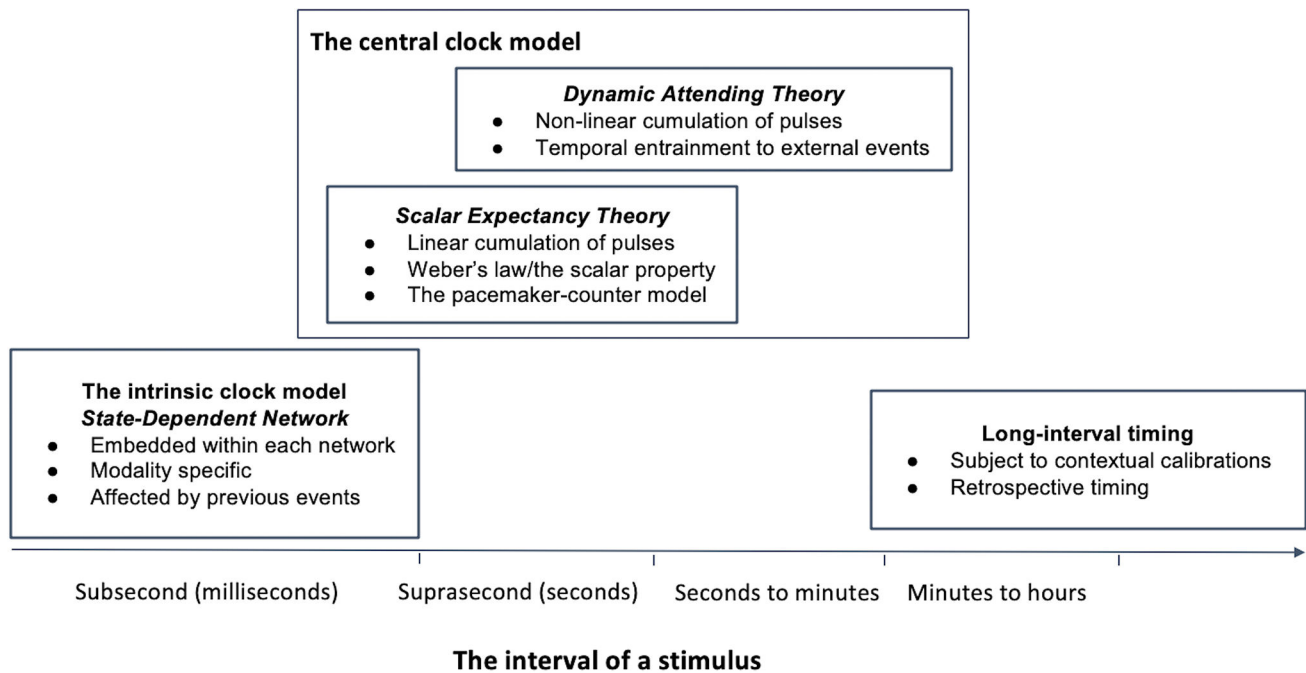 The central clock model
Dynamic Attending Theory
● Non-linear cumulation of pulses
● Temporal entrainment to external events
Scalar Expectancy Theory
● Linear cumulation of pulses
● Weber’s law/the scalar property
● The pacemaker-counter model
The intrinsic clock model
State-Dependent Network
● Embedded within each network
● Modality specific
● Affected by previous events
Long-interval timing
● Subject to contextual calibrations
● Retrospective timing
Subsecond (milliseconds)
Suprasecond (seconds)
Seconds to minutes
Minutes to hours
The interval of a stimulus